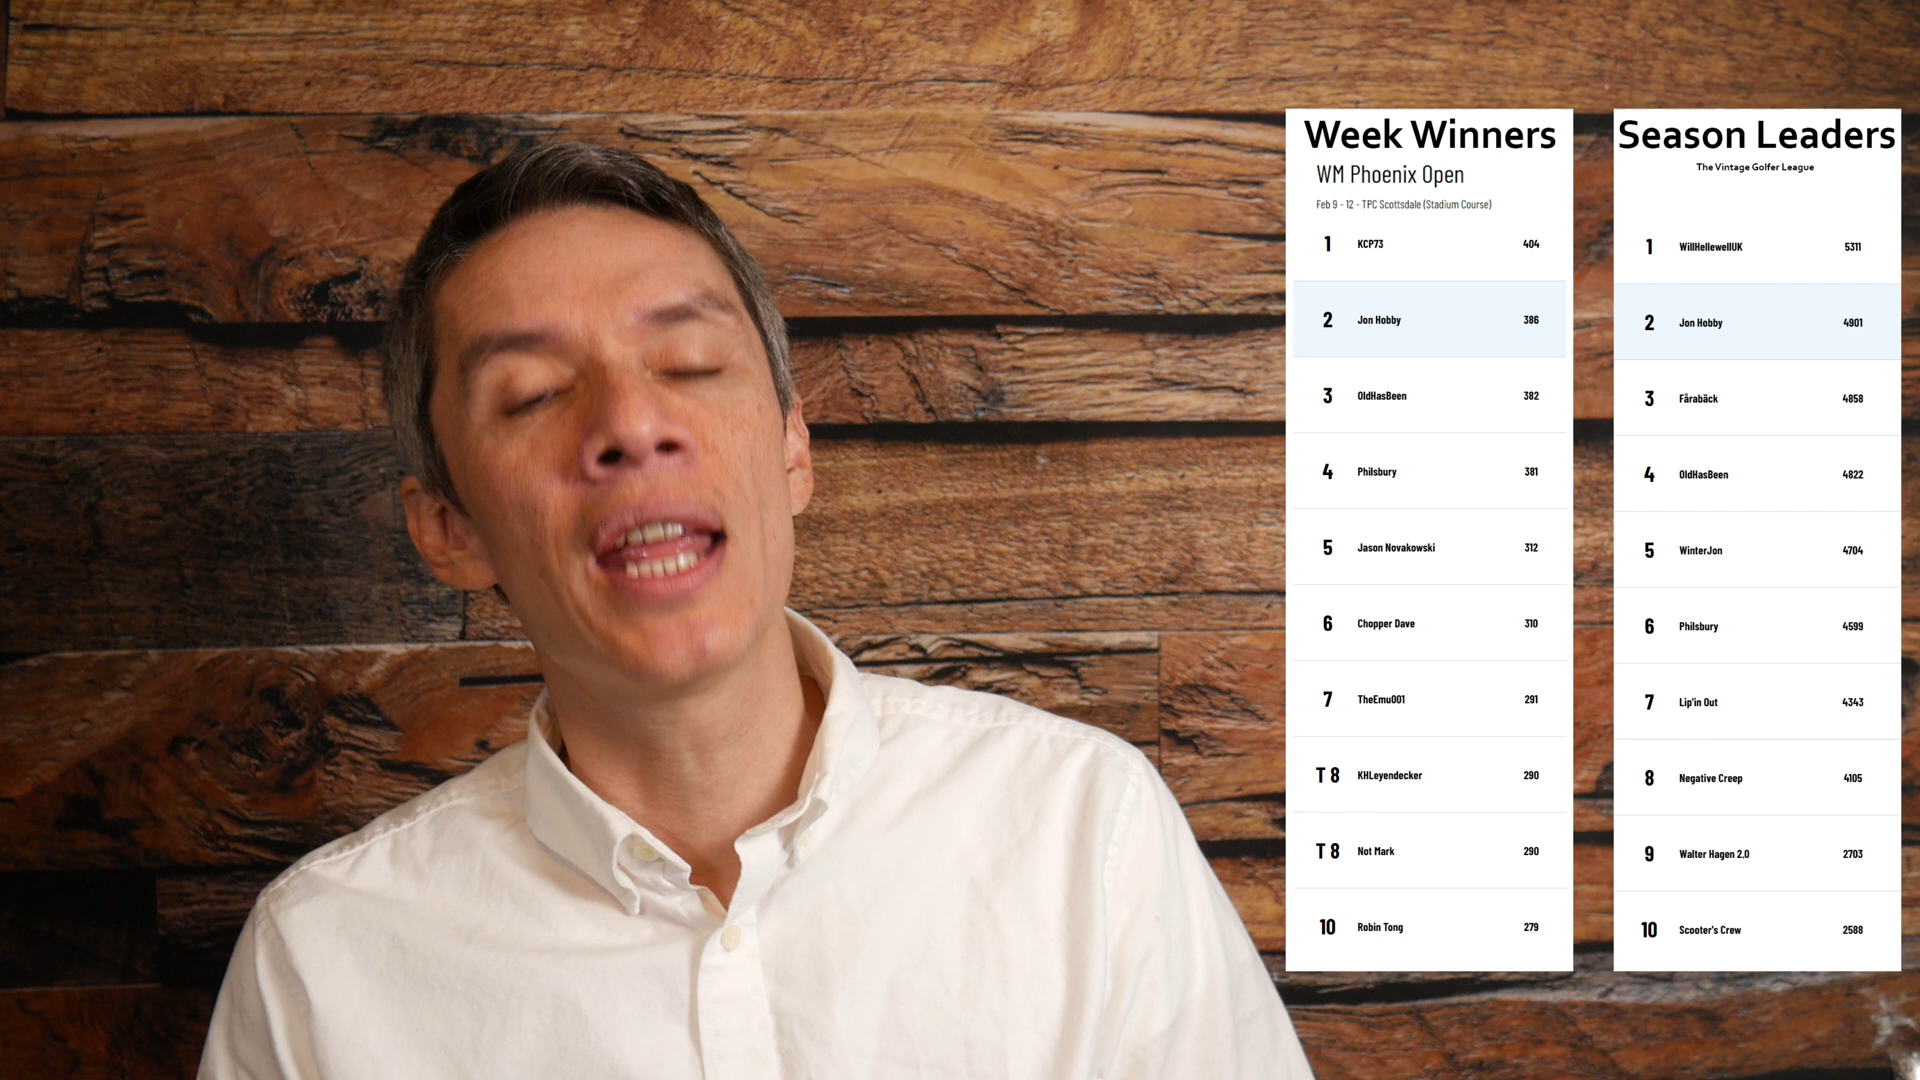 Week Winners
WM Phoenix Open
Feb 9 - 12 - TPC Scottsdale (Stadium Course)
1 KCP73 404
2 Jon Hobby 386
3 OldHasBeen 382
4 Philsbury 381
5 Jason Novakowski 312
6 Chopper Dave 310
7 TheEmu001 291
T 8 KHLeyendecker 290
T 8 Not Mark 290
10 Robin Tong 279
Season Leaders
The Vintage Golfer League
1 WillHellewellUK 5311
2 Jon Hobby 4901
3 Fårabäck 4858
4 OldHasBeen 4822
5 WinterJon 4704
6 Philsbury 4599
7 Lip'in Out 4343
8 Negative Creep 4105
9 Walter Hagen 2.0 2703
10 Scooter's Crew 2588